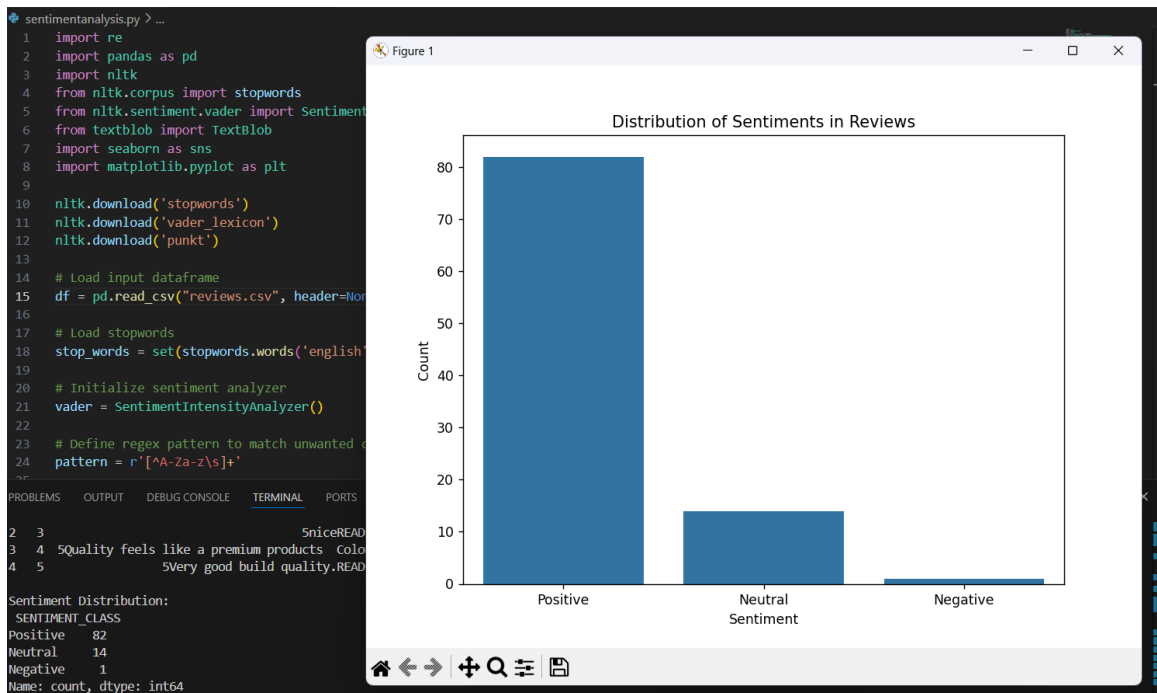 sentimentanalysis.py > ...
1 import re
2 import pandas as pd
3 import nltk
4 from nltk.corpus import stopwords
5 from nltk.sentiment.vader import Sentiment
6 from textblob import TextBlob
7 import seaborn as sns
8 import matplotlib.pyplot as plt
9
10 nltk.download('stopwords')
11 nltk.download('vader_lexicon')
12 nltk.download('punkt')
13
14 # Load input dataframe
15 df = pd.read_csv("reviews.csv", header=Non
16
17 # Load stopwords
18 stop_words = set(stopwords.words('english'
19
20 # Initialize sentiment analyzer
21 vader = SentimentIntensityAnalyzer()
22
23 # Define regex pattern to match unwanted c
24 pattern = r'[^A-Za-z\s]+'
PROBLEMS OUTPUT DEBUG CONSOLE TERMINAL PORTS
2 3 5niceREAD
3 4 5Quality feels like a premium products Colo
4 5 5Very good build quality.READ
Sentiment Distribution:
SENTIMENT_CLASS
Positive 82
Neutral 14
Negative 1
Name: count, dtype: int64
Figure 1
Distribution of Sentiments in Reviews
80
70
60
50
40
30
20
10
0
Count
Positive Neutral Negative
Sentiment